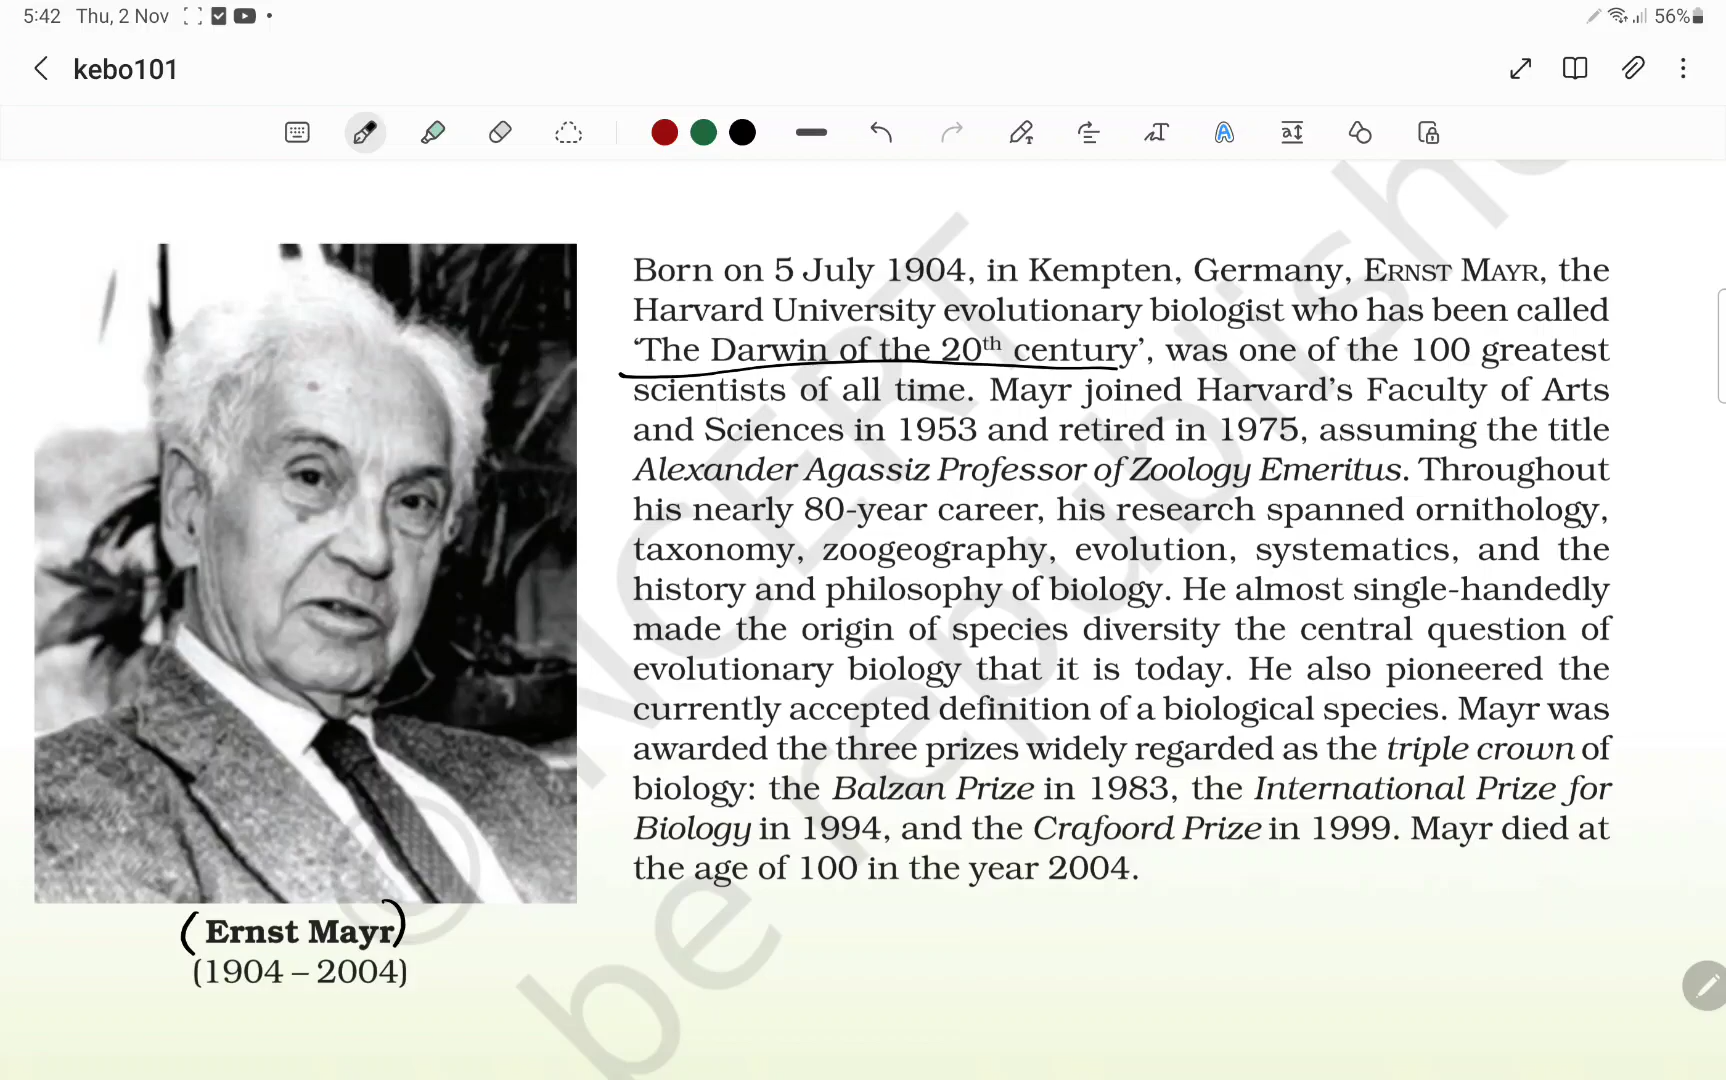 5:42 Thu, 2 Nov
56%
kebo101
Born on 5 July 1904, in Kempten, Germany, ERNST MAYR, the
Harvard University evolutionary biologist who has been called
‘The Darwin of the 20th century’, was one of the 100 greatest
scientists of all time. Mayr joined Harvard’s Faculty of Arts
and Sciences in 1953 and retired in 1975, assuming the title
Alexander Agassiz Professor of Zoology Emeritus. Throughout
his nearly 80-year career, his research spanned ornithology,
taxonomy, zoogeography, evolution, systematics, and the
history and philosophy of biology. He almost single-handedly
made the origin of species diversity the central question of
evolutionary biology that it is today. He also pioneered the
currently accepted definition of a biological species. Mayr was
awarded the three prizes widely regarded as the triple crown of
biology: the Balzan Prize in 1983, the International Prize for
Biology in 1994, and the Crafoord Prize in 1999. Mayr died at
the age of 100 in the year 2004.
(Ernst Mayr)
(1904 – 2004)
© NCERT
be republishe